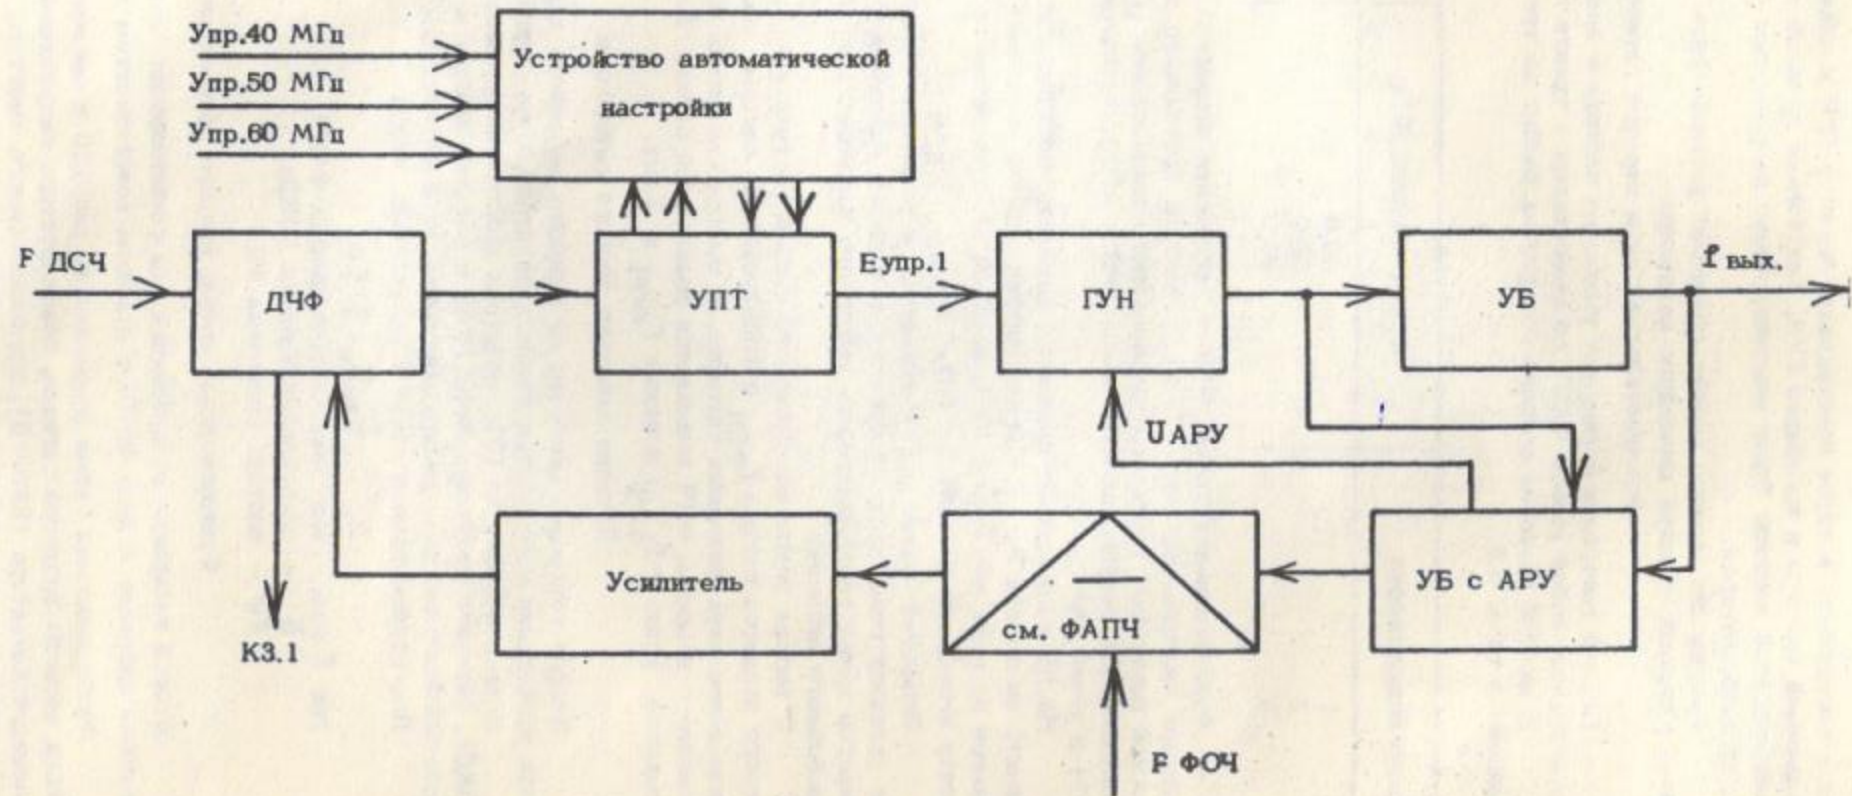 Упр.40 МГц
Упр.50 МГц
Упр.60 МГц
Устройство автоматической
настройки
F ДСЧ
ДЧФ
УПТ
Eупр.1
ГУН
УБ
f вых.
UАРУ
Усилитель
см. ФАПЧ
УБ с АРУ
КЗ.1
F ФОЧ